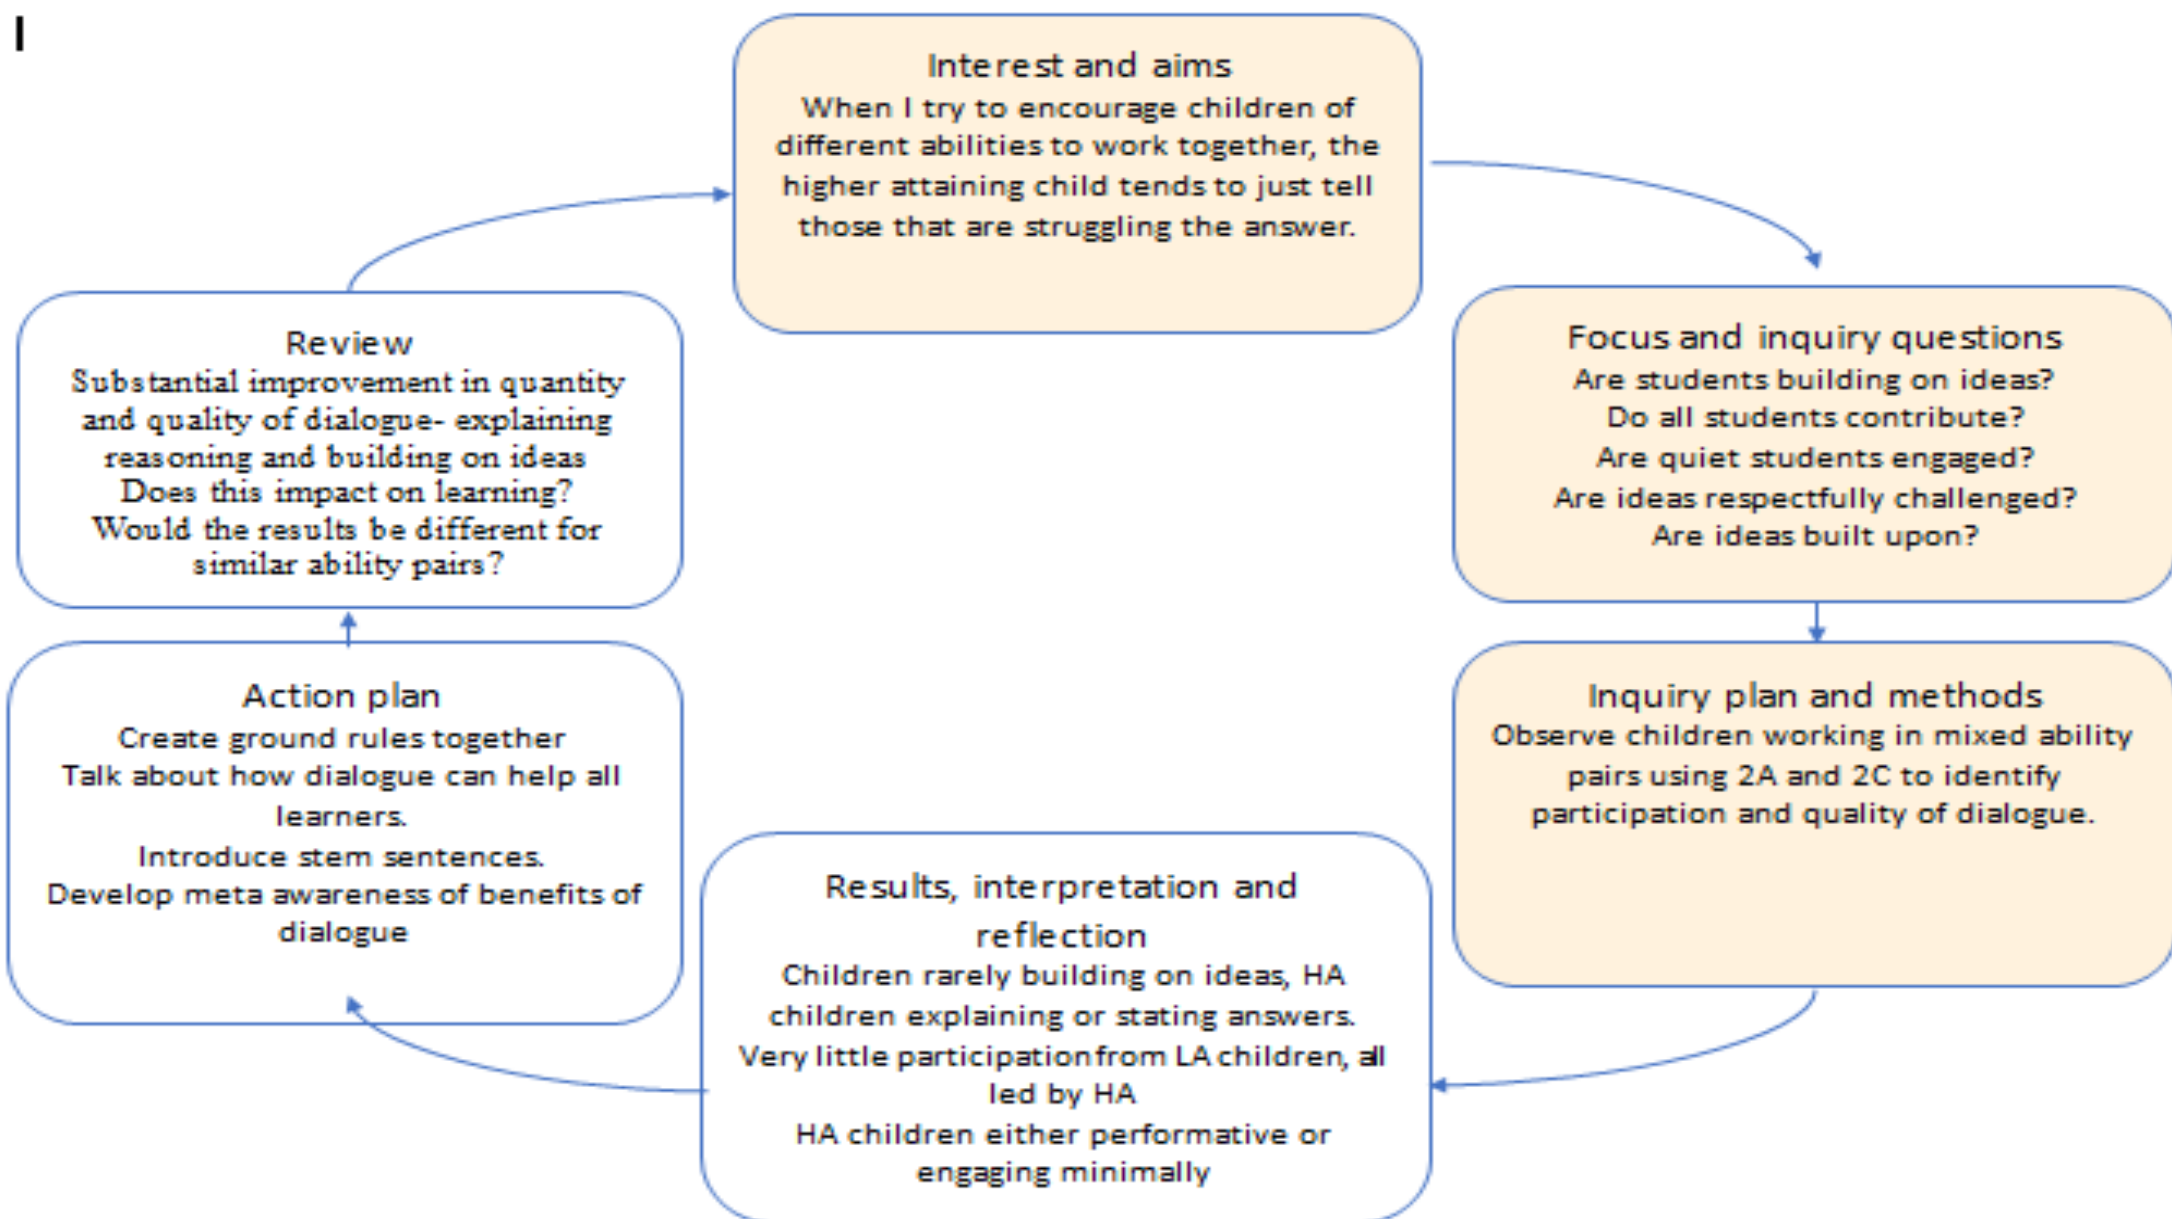 I
Interest and aims
When I try to encourage children of
different abilities to work together, the
higher attaining child tends to just tell
those that are struggling the answer.
Focus and inquiry questions
Are students building on ideas?
Do all students contribute?
Are quiet students engaged?
Are ideas respectfully challenged?
Are ideas built upon?
Inquiry plan and methods
Observe children working in mixed ability
pairs using 2A and 2C to identify
participation and quality of dialogue.
Results, interpretation and
reflection
Children rarely building on ideas, HA
children explaining or stating answers.
Very little participation from LA children, all
led by HA
HA children either performative or
engaging minimally
Action plan
Create ground rules together
Talk about how dialogue can help all
learners.
Introduce stem sentences.
Develop meta awareness of benefits of
dialogue
Review
Substantial improvement in quantity
and quality of dialogue- explaining
reasoning and building on ideas
Does this impact on learning?
Would the results be different for
similar ability pairs?